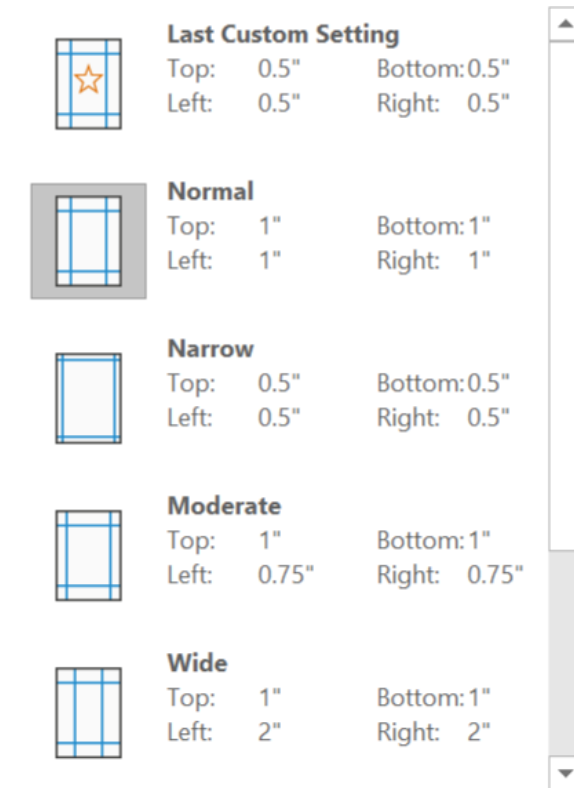 Last Custom Setting
Top: 0.5" Bottom: 0.5"
Left: 0.5" Right: 0.5"
Normal
Top: 1" Bottom: 1"
Left: 1" Right: 1"
Narrow
Top: 0.5" Bottom: 0.5"
Left: 0.5" Right: 0.5"
Moderate
Top: 1" Bottom: 1"
Left: 0.75" Right: 0.75"
Wide
Top: 1" Bottom: 1"
Left: 2" Right: 2"